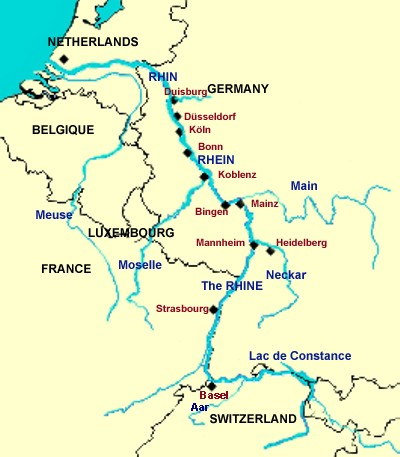 NETHERLANDS
RHIN
Duisburg
GERMANY
Düsseldorf
BELGIQUE
Köln
Bonn
RHEIN
Koblenz
Main
Mainz
Bingen
Meuse
LUXEMBOURG
Mannheim
Heidelberg
FRANCE
Moselle
Neckar
The RHINE
Strasbourg
Lac de Constance
Basel
Aar
SWITZERLAND